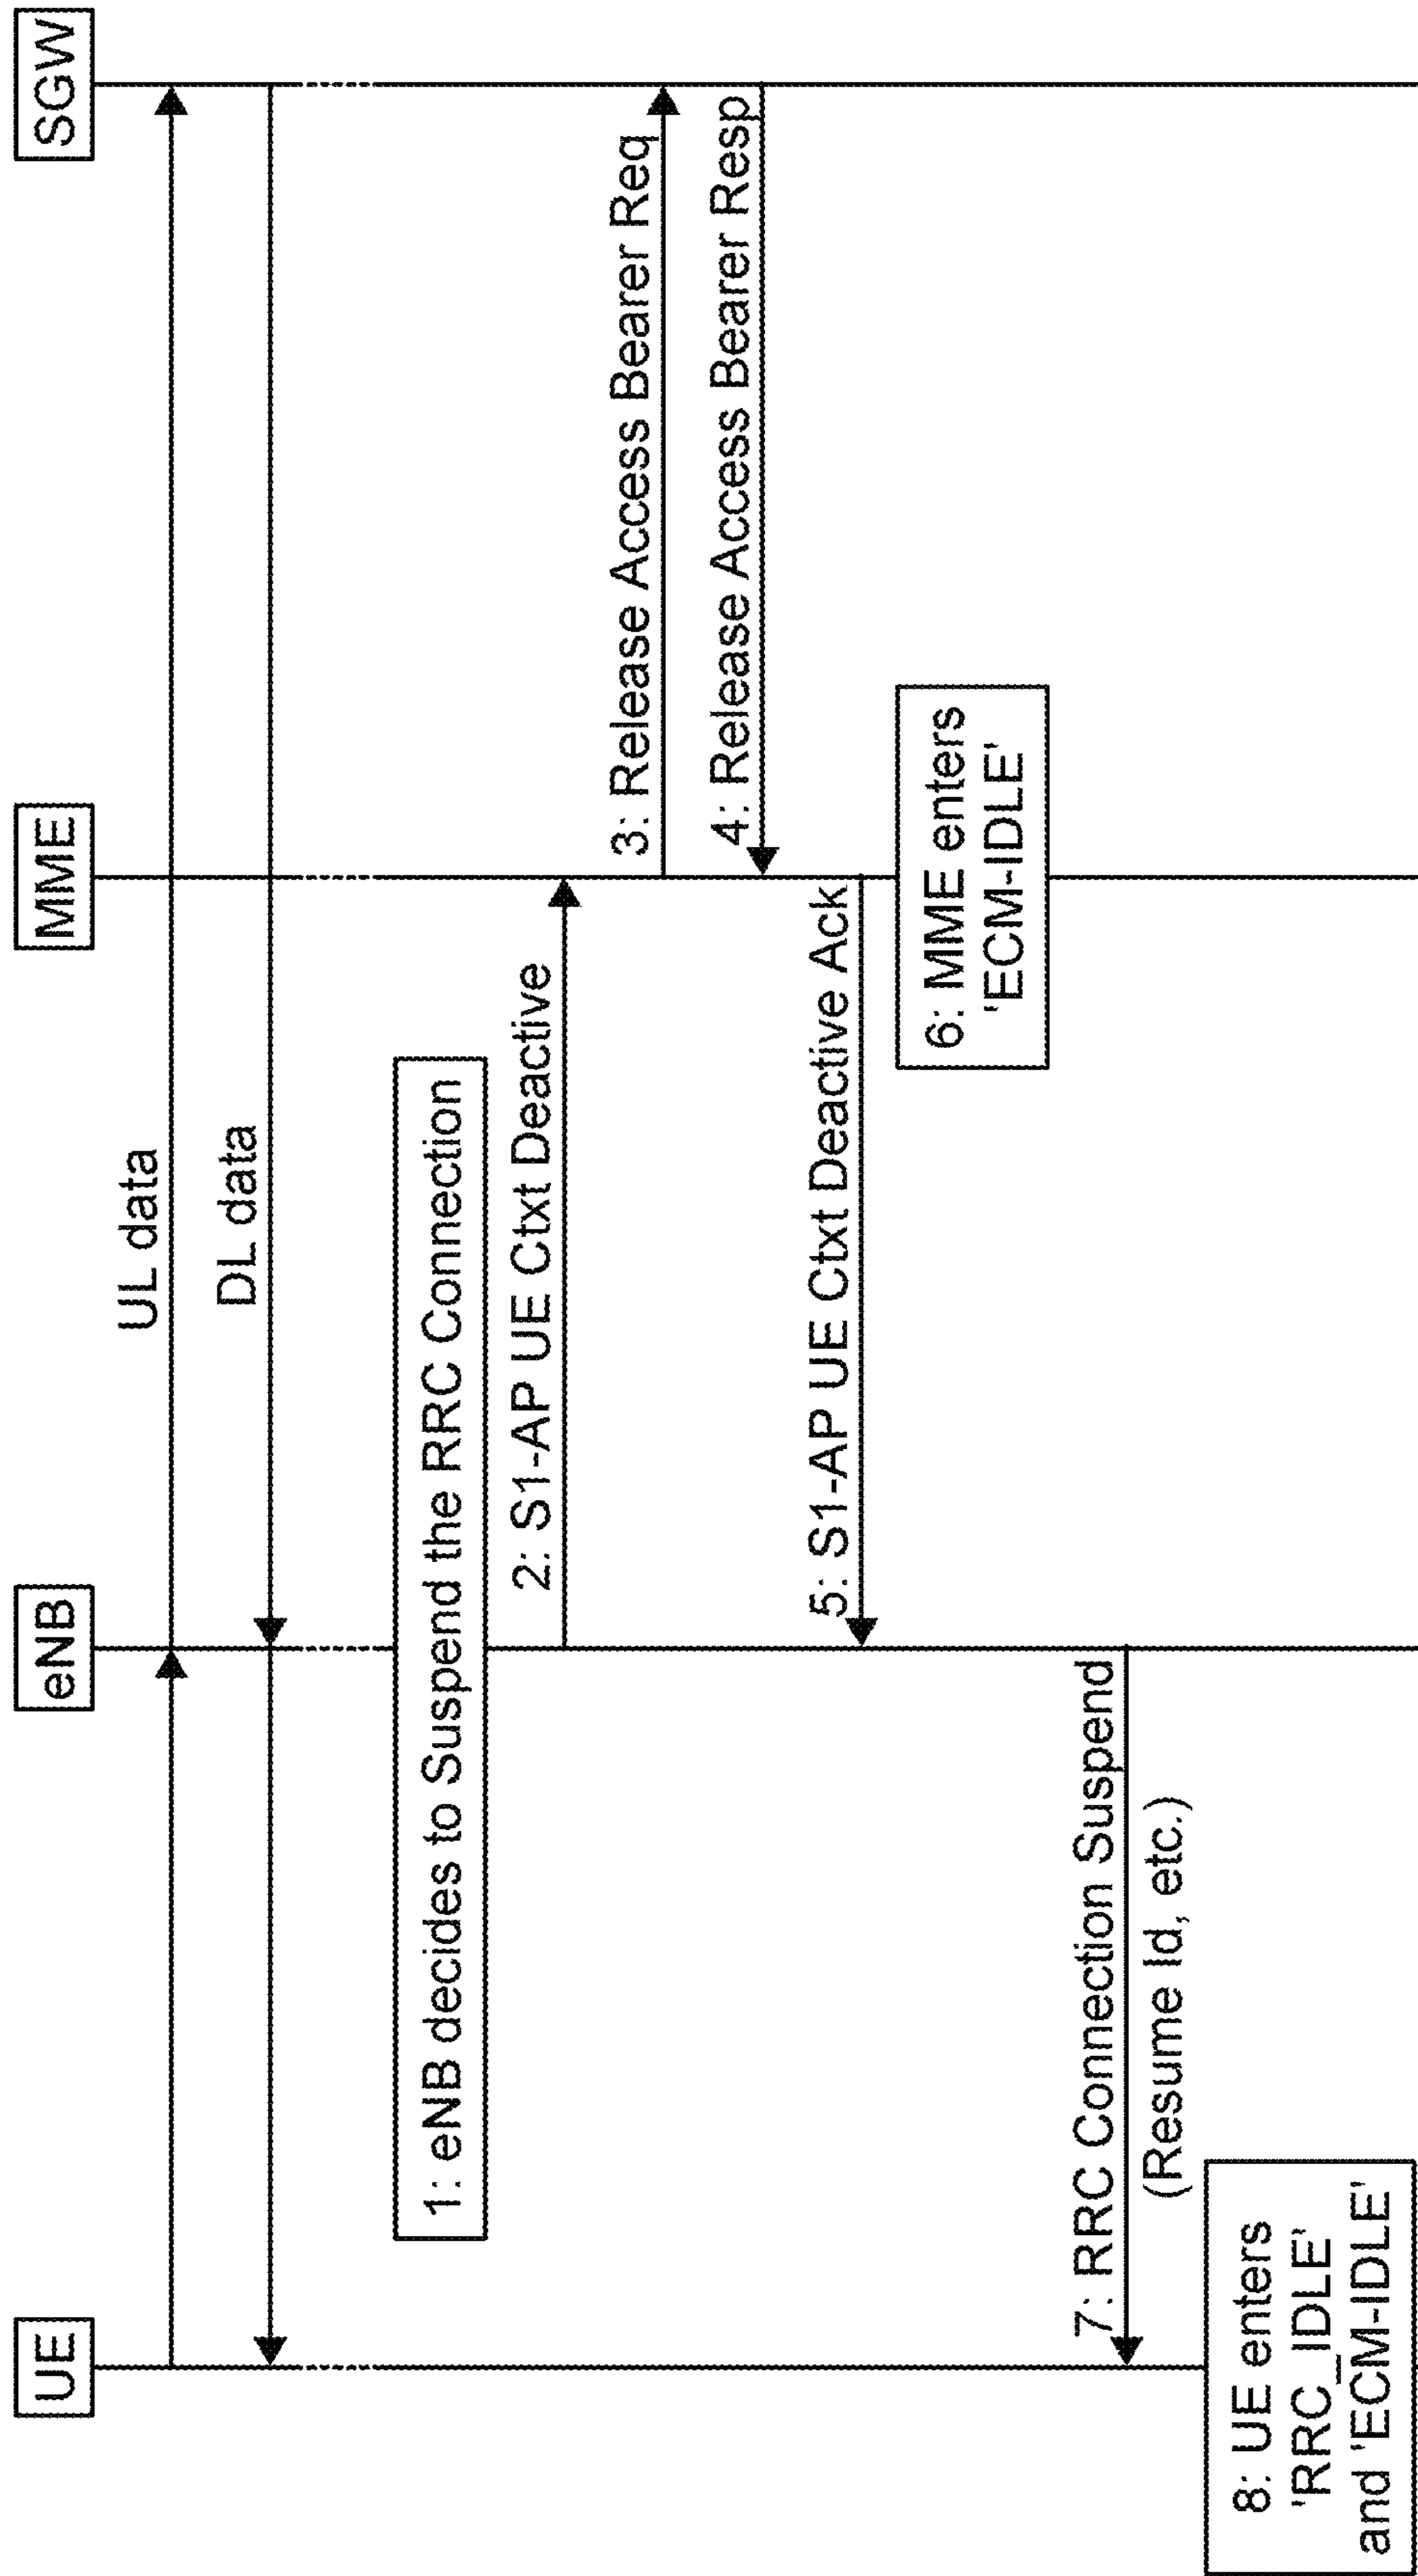 UE
eNB
MME
SGW
UL data
DL data
1: eNB decides to Suspend the RRC Connection
2: S1-AP UE Ctxt Deactive
3: Release Access Bearer Req
4: Release Access Bearer Resp
5: S1-AP UE Ctxt Deactive Ack
6: MME enters
'ECM-IDLE'
7: RRC Connection Suspend
(Resume Id, etc.)
8: UE enters
'RRC_IDLE'
and 'ECM-IDLE'